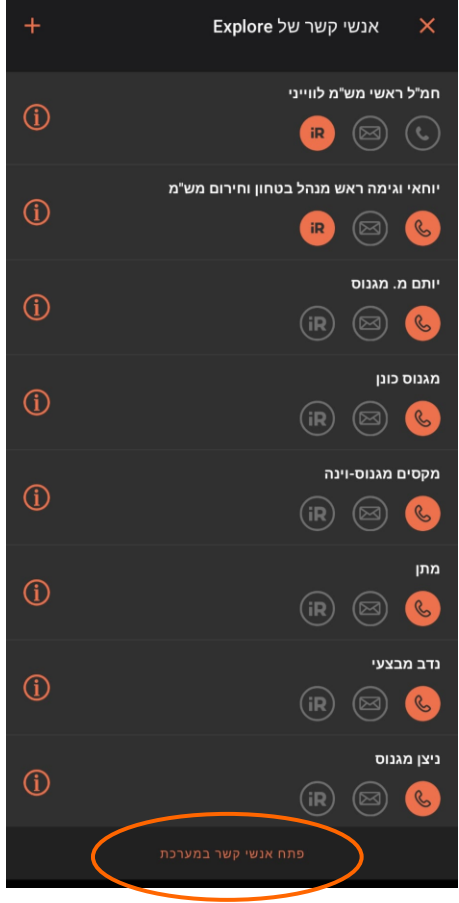 אנשי קשר של Explore
חמ"ל ראשי מש"מ לווייני
iR
יוחאי וגימה ראש מנהל בטחון וחירום מש"מ
iR
יותם מ. מגנוס
iR
מגנוס כונן
iR
מקסים מגנוס-וינה
iR
מתן
iR
נדב מבצעי
iR
ניצן מגנוס
iR
פתח אנשי קשר במערכת